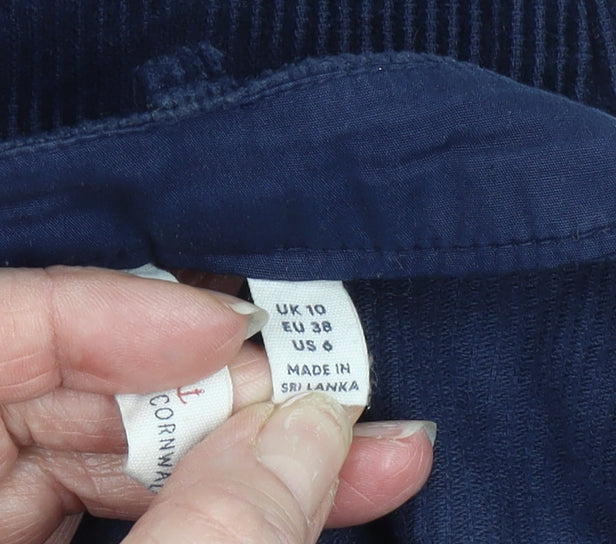 UK 10
EU 38
US 6
MADE IN
SRI LANKA
CORNWAL